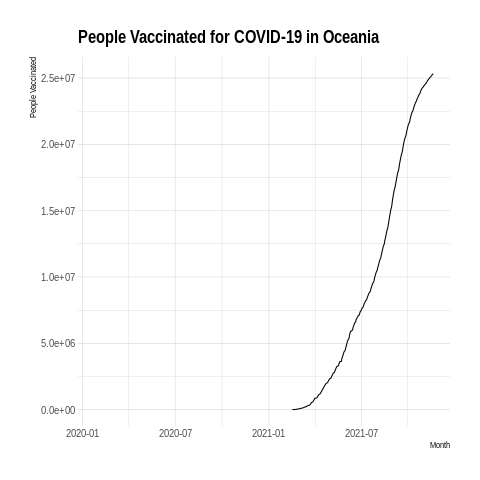 People Vaccinated for COVID-19 in Oceania
People Vaccinated
2.5e+07
2.0e+07
1.5e+07
1.0e+07
5.0e+06
0.0e+00
2020-01 2020-07 2021-01 2021-07
Month